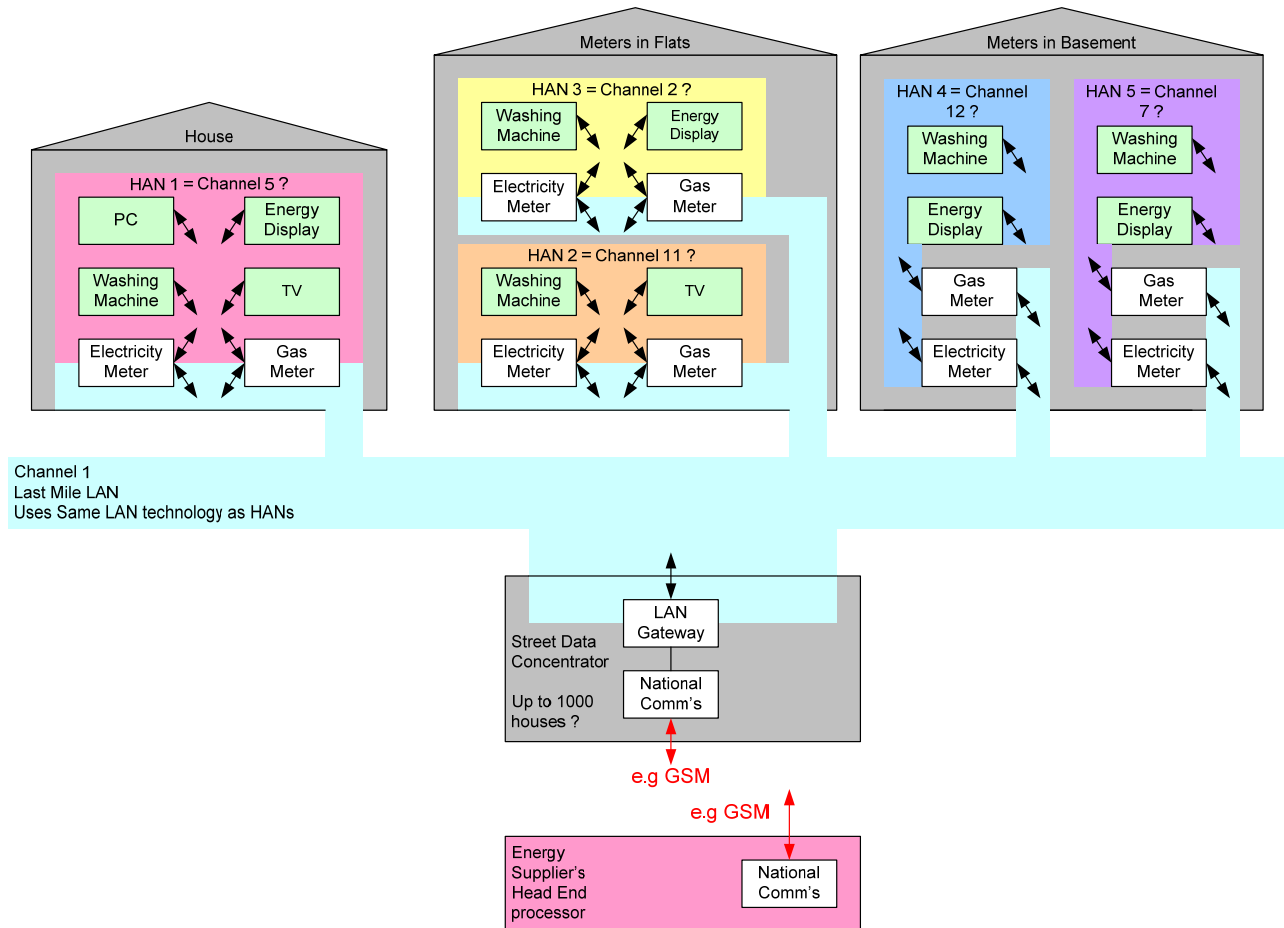 House
HAN 1 = Channel 5 ?
PC
Energy
Display
Washing
Machine
TV
Electricity
Meter
Gas
Meter
Meters in Flats
HAN 3 = Channel 2 ?
Washing
Machine
Energy
Display
Electricity
Meter
Gas
Meter
HAN 2 = Channel 11 ?
Washing
Machine
TV
Electricity
Meter
Gas
Meter
Meters in Basement
HAN 4 = Channel
12 ?
Washing
Machine
Energy
Display
Gas
Meter
Electricity
Meter
HAN 5 = Channel
7 ?
Washing
Machine
Energy
Display
Gas
Meter
Electricity
Meter
Channel 1
Last Mile LAN
Uses Same LAN technology as HANs
LAN
Gateway
Street Data
Concentrator
National
Comm's
Up to 1000
houses ?
e.g GSM
e.g GSM
Energy
Supplier's
Head End
processor
National
Comm's